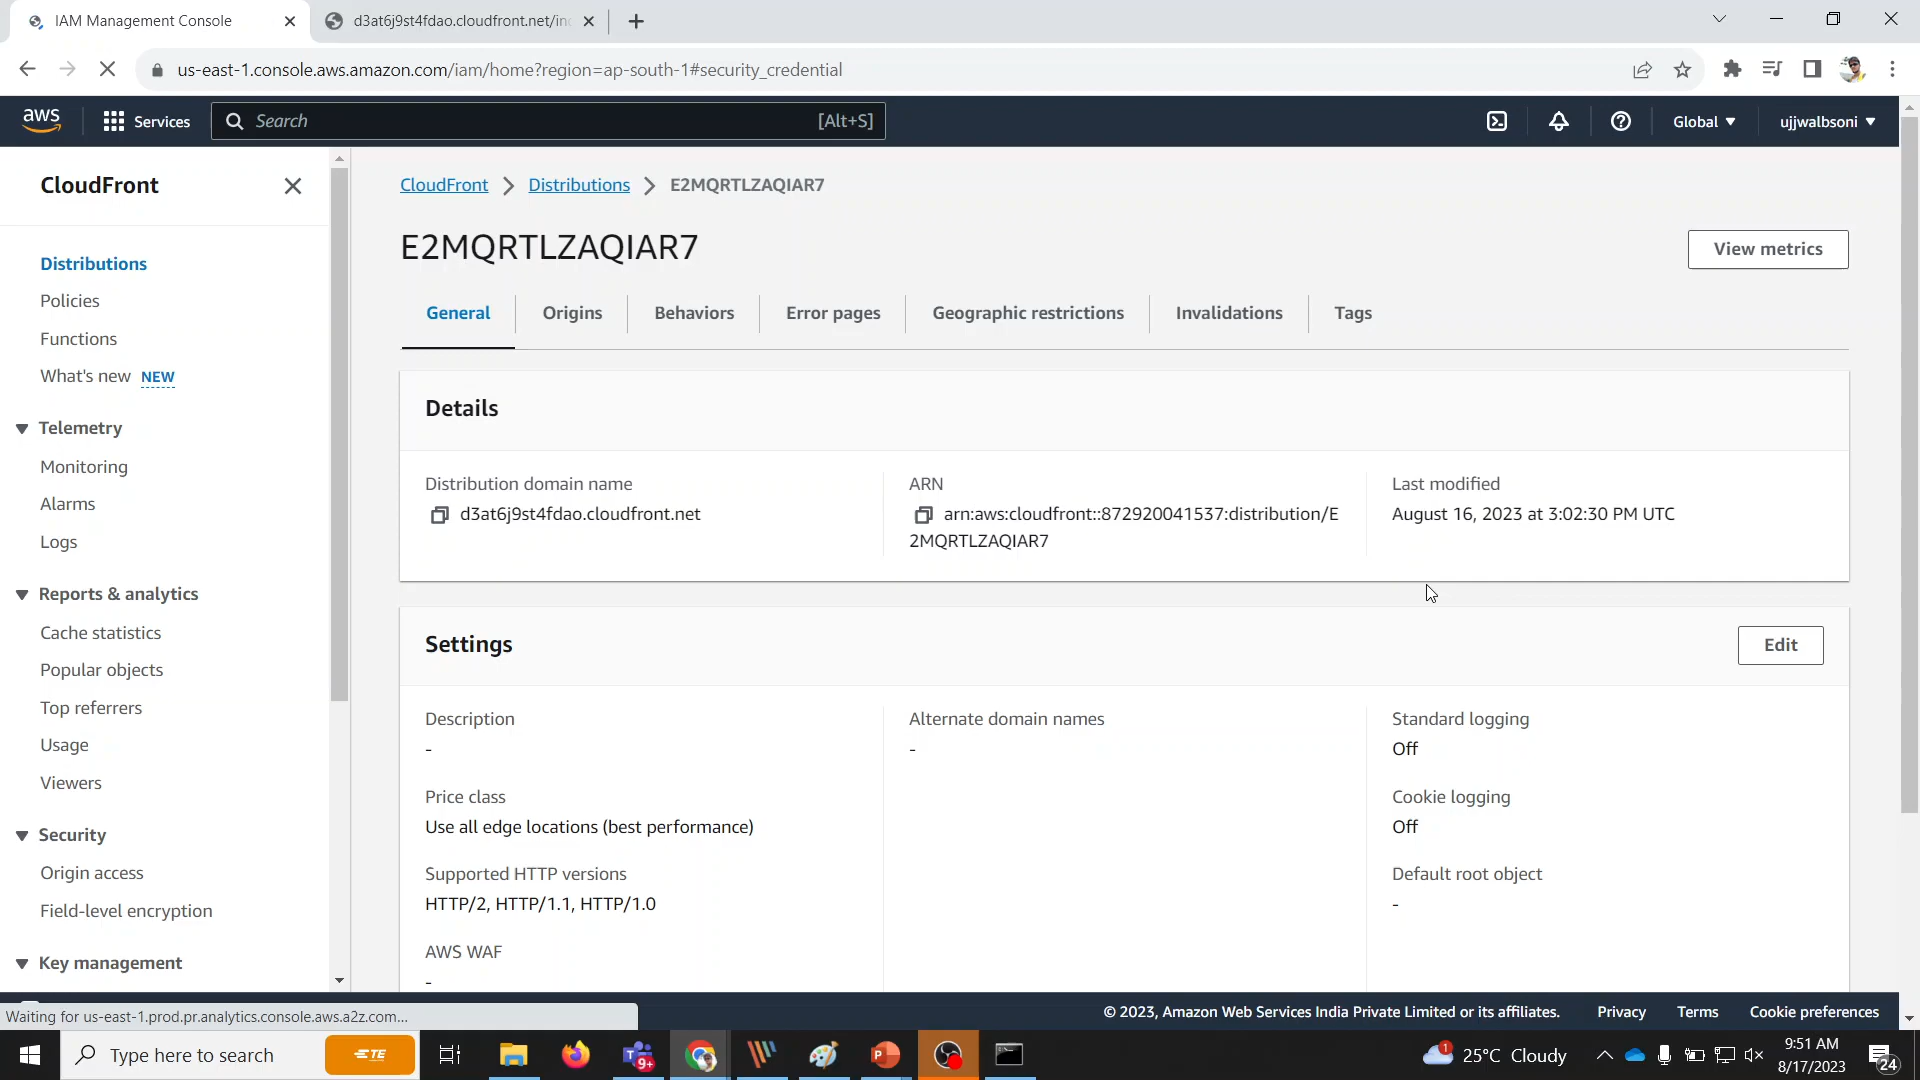 IAM Management Console
d3at6j9st4fdao.cloudfront.net/in
us-east-1.console.aws.amazon.com/iam/home?region=ap-south-1#security_credential
aws
Services
Search
[Alt+S]
Global
ujjwalbsoni
CloudFront
Distributions
Policies
Functions
What's new NEW
Telemetry
Monitoring
Alarms
Logs
Reports & analytics
Cache statistics
Popular objects
Top referrers
Usage
Viewers
Security
Origin access
Field-level encryption
Key management
CloudFront
Distributions
E2MQRTLZAQIAR7
E2MQRTLZAQIAR7
View metrics
General
Origins
Behaviors
Error pages
Geographic restrictions
Invalidations
Tags
Details
Distribution domain name
d3at6j9st4fdao.cloudfront.net
ARN
arn:aws:cloudfront::872920041537:distribution/E
2MQRTLZAQIAR7
Last modified
August 16, 2023 at 3:02:30 PM UTC
Settings
Edit
Description
-
Price class
Use all edge locations (best performance)
Supported HTTP versions
HTTP/2, HTTP/1.1, HTTP/1.0
AWS WAF
-
Alternate domain names
-
Standard logging
Off
Cookie logging
Off
Default root object
-
Waiting for us-east-1.prod.pr.analytics.console.aws.a2z.com...
© 2023, Amazon Web Services India Private Limited or its affiliates.
Privacy
Terms
Cookie preferences
Type here to search
TE
9+
P
1
25°C Cloudy
9:51 AM
8/17/2023
24